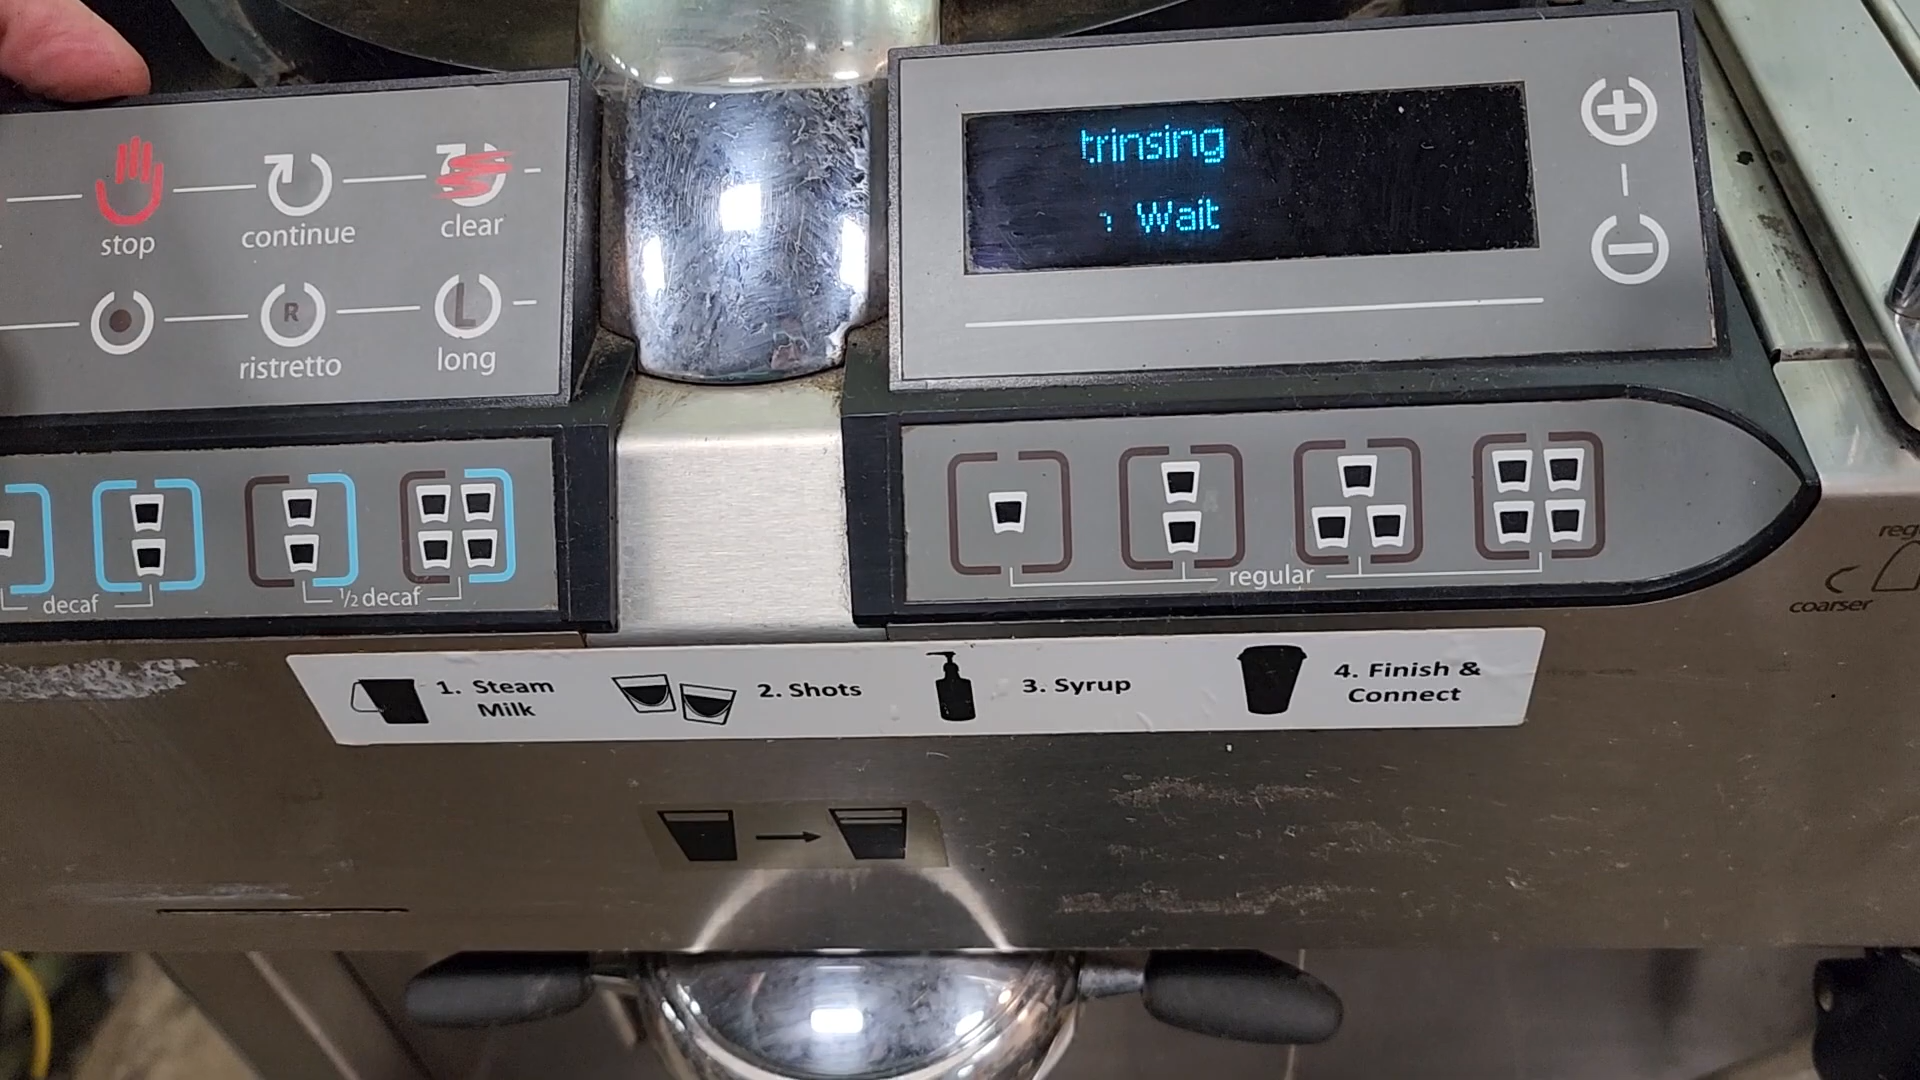 trinsing
Wait
stop
continue
clear
R
L
ristretto
long
decaf
½ decaf
regular
coarser
1. Steam
Milk
2. Shots
3. Syrup
4. Finish &
Connect